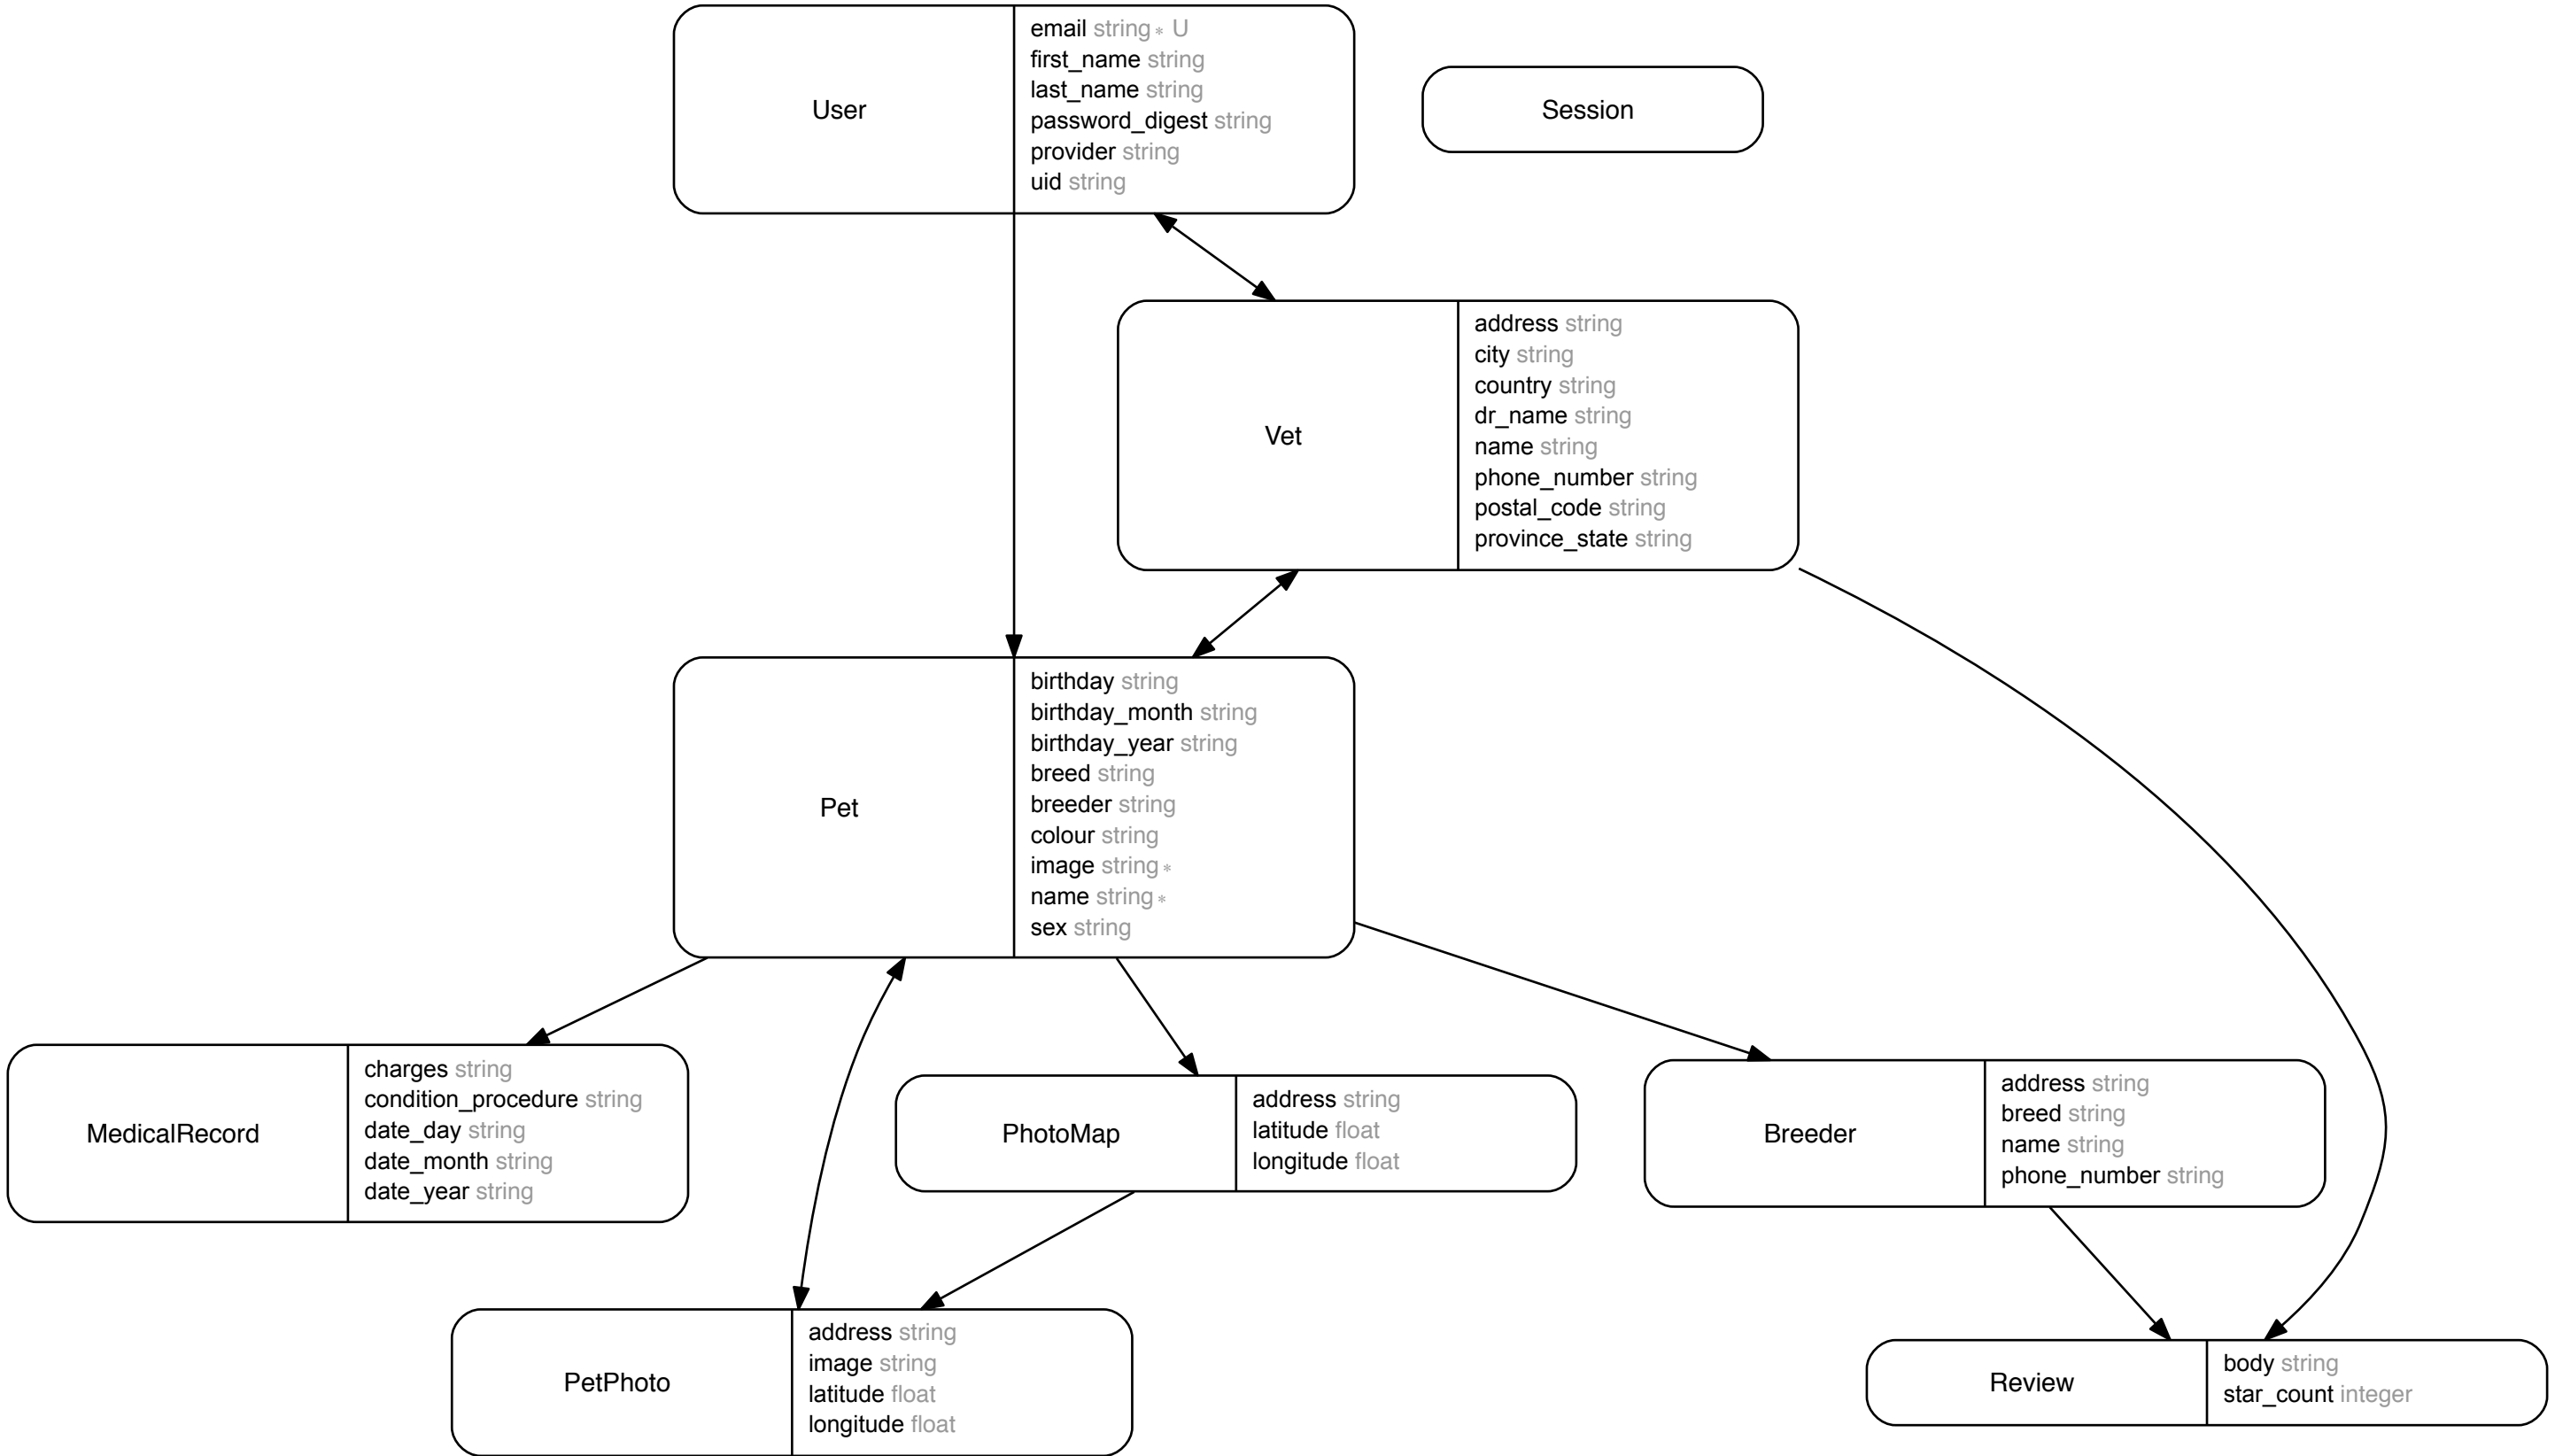 User
email string∗ U
first_name string
last_name string
password_digest string
provider string
uid string
Session
Vet
address string
city string
country string
dr_name string
name string
phone_number string
postal_code string
province_state string
Pet
birthday string
birthday_month string
birthday_year string
breed string
breeder string
colour string
image string∗
name string∗
sex string
MedicalRecord
charges string
condition_procedure string
date_day string
date_month string
date_year string
PhotoMap
address string
latitude float
longitude float
Breeder
address string
breed string
name string
phone_number string
PetPhoto
address string
image string
latitude float
longitude float
Review
body string
star_count integer